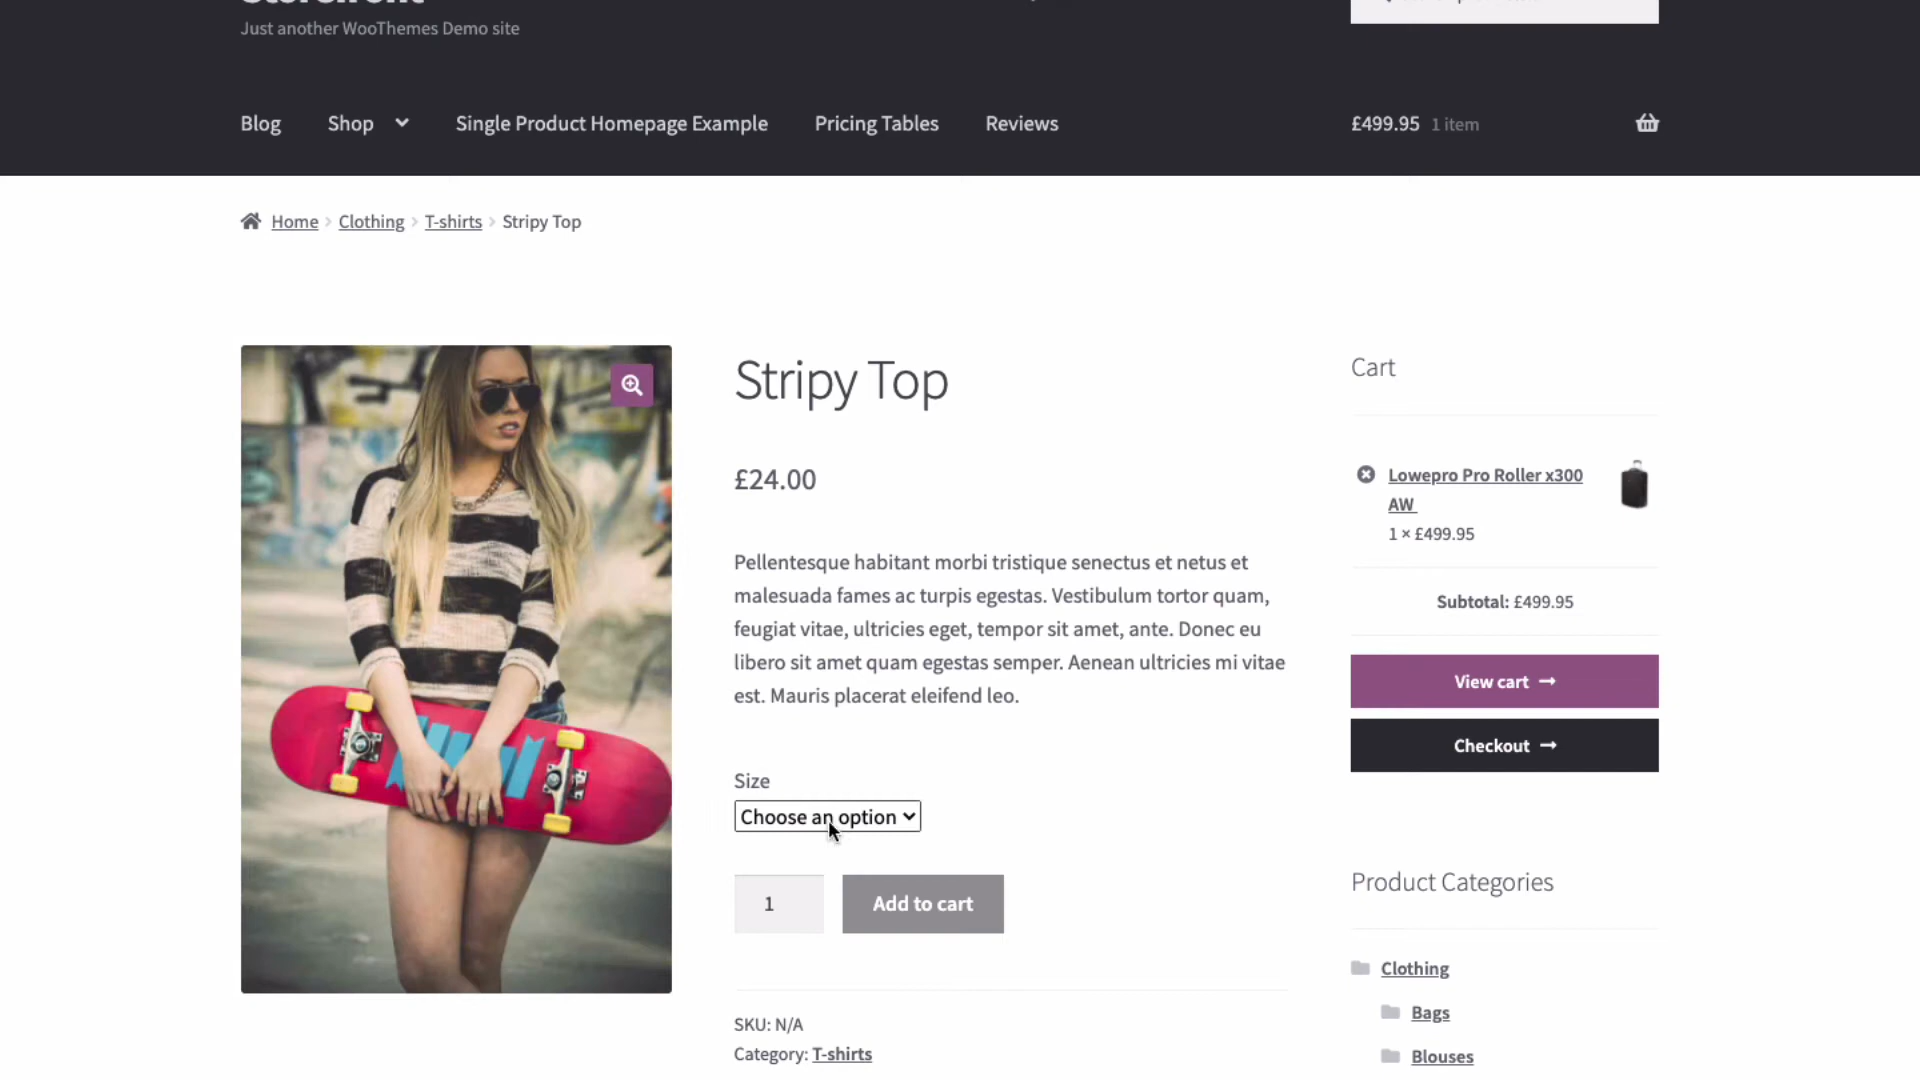 Storefront
Just another WooThemes Demo site
Blog
Shop
Single Product Homepage Example
Pricing Tables
Reviews
£499.95 1 item
Home
Clothing
T-shirts
Stripy Top
Stripy Top
£24.00
Pellentesque habitant morbi tristique senectus et netus et
malesuada fames ac turpis egestas. Vestibulum tortor quam,
feugiat vitae, ultricies eget, tempor sit amet, ante. Donec eu
libero sit amet quam egestas semper. Aenean ultricies mi vitae
est. Mauris placerat eleifend leo.
Size
Choose an option
1
Add to cart
SKU: N/A
Category: T-shirts
Cart
Lowepro Pro Roller x300
AW
1 × £499.95
Subtotal: £499.95
View cart
Checkout
Product Categories
Clothing
Bags
Blouses